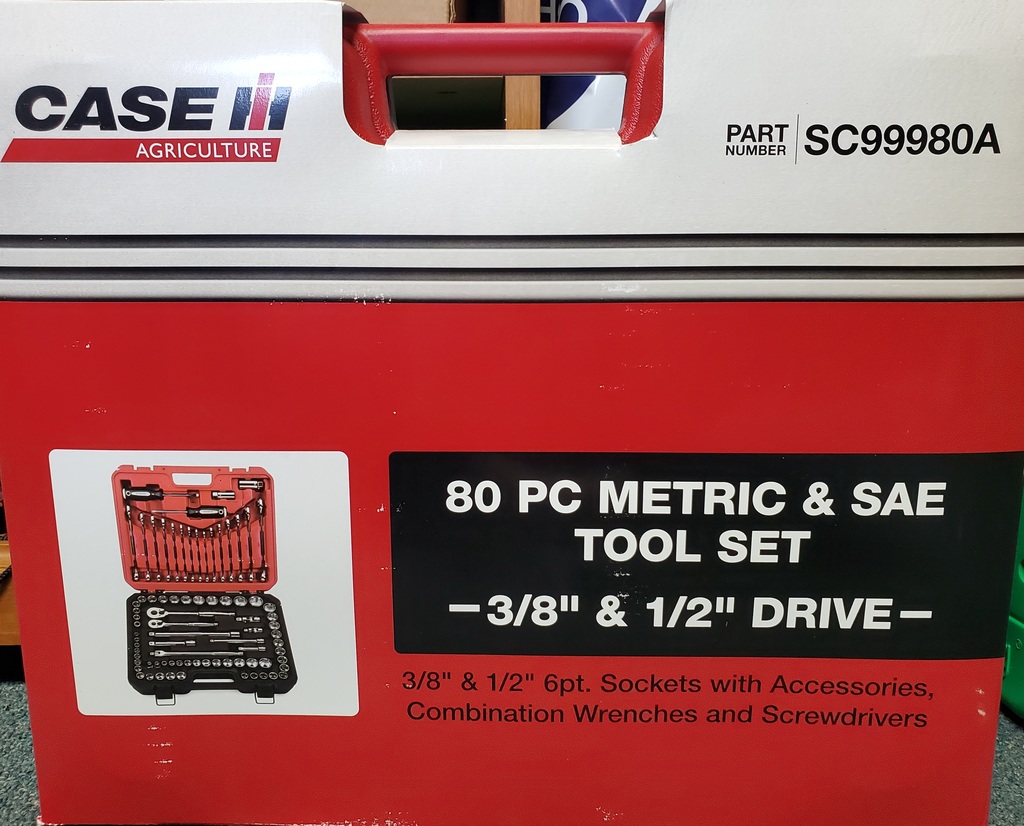 CASE IH
AGRICULTURE
PART
NUMBER
SC99980A
80 PC METRIC & SAE
TOOL SET
–3/8" & 1/2" DRIVE–
3/8" & 1/2" 6pt. Sockets with Accessories,
Combination Wrenches and Screwdrivers